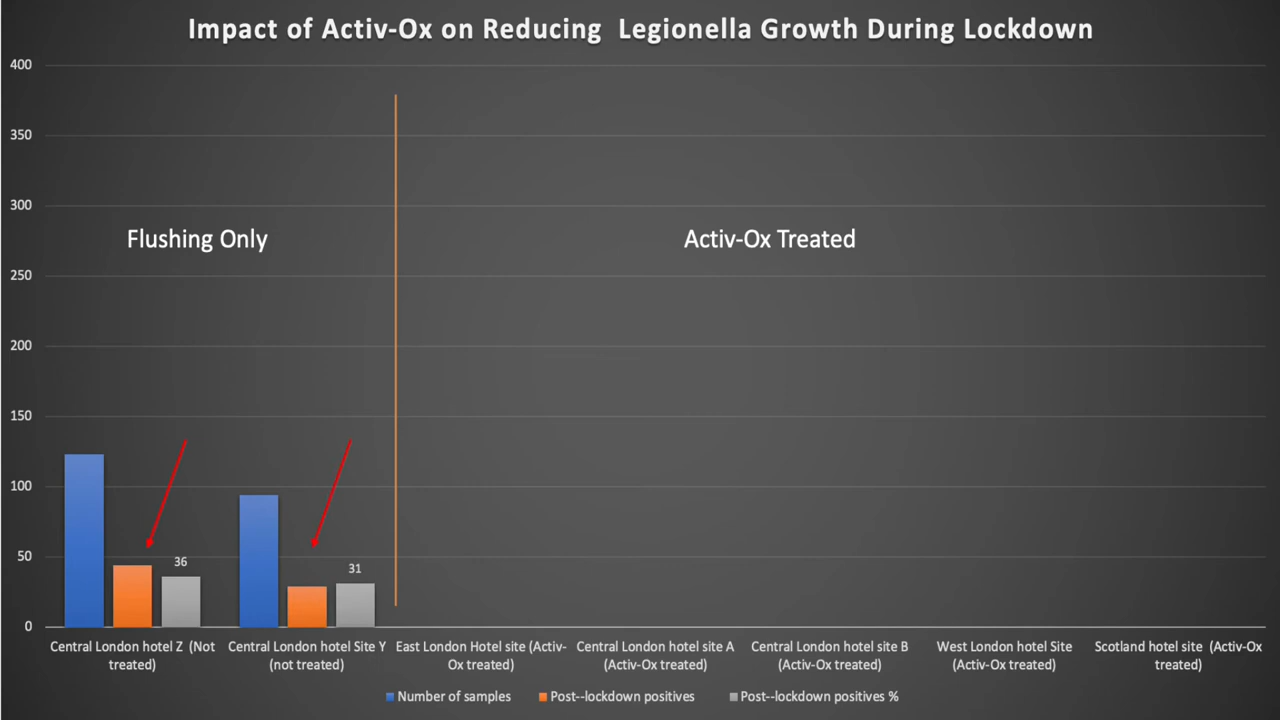 Impact of Activ-Ox on Reducing  Legionella Growth During Lockdown
400
350
300
250
200
150
100
50
0
Flushing Only
Activ-Ox Treated
36
31
Central London hotel Z  (Not
treated)
Central London hotel Site Y
(not treated)
East London Hotel site (Activ-
Ox treated)
Central London hotel site A
(Activ-Ox treated)
Central London hotel site B
(Activ-Ox treated)
West London hotel Site
(Activ-Ox treated)
Scotland hotel site  (Activ-Ox
treated)
Number of samples
Post--lockdown positives
Post--lockdown positives %